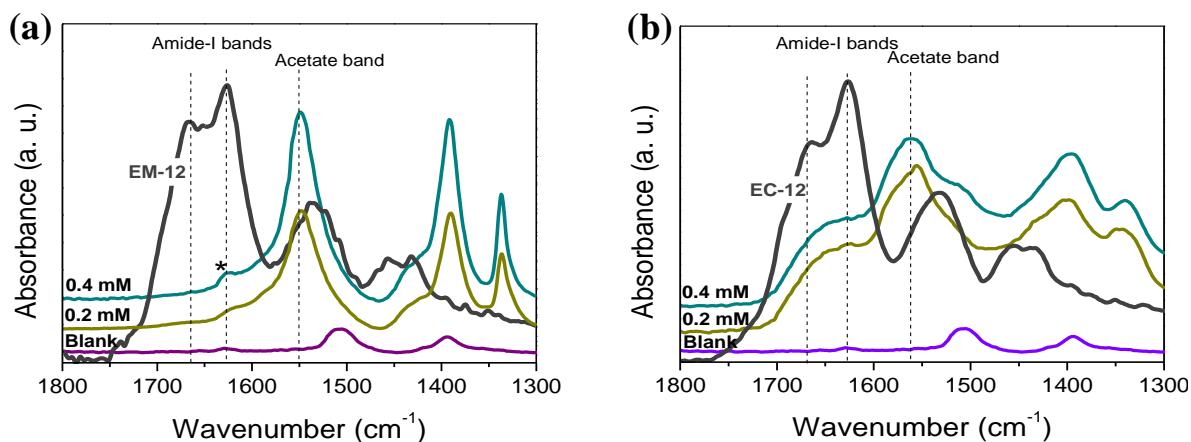 (a)
Amide-I bands
Acetate band
EM-12
*
0.4 mM
0.2 mM
Blank
Absorbance (a. u.)
1800 1700 1600 1500 1400 1300
Wavenumber (cm⁻¹)
(b)
Amide-I bands
Acetate band
EC-12
0.4 mM
0.2 mM
Blank
Absorbance (a. u.)
1800 1700 1600 1500 1400 1300
Wavenumber (cm⁻¹)